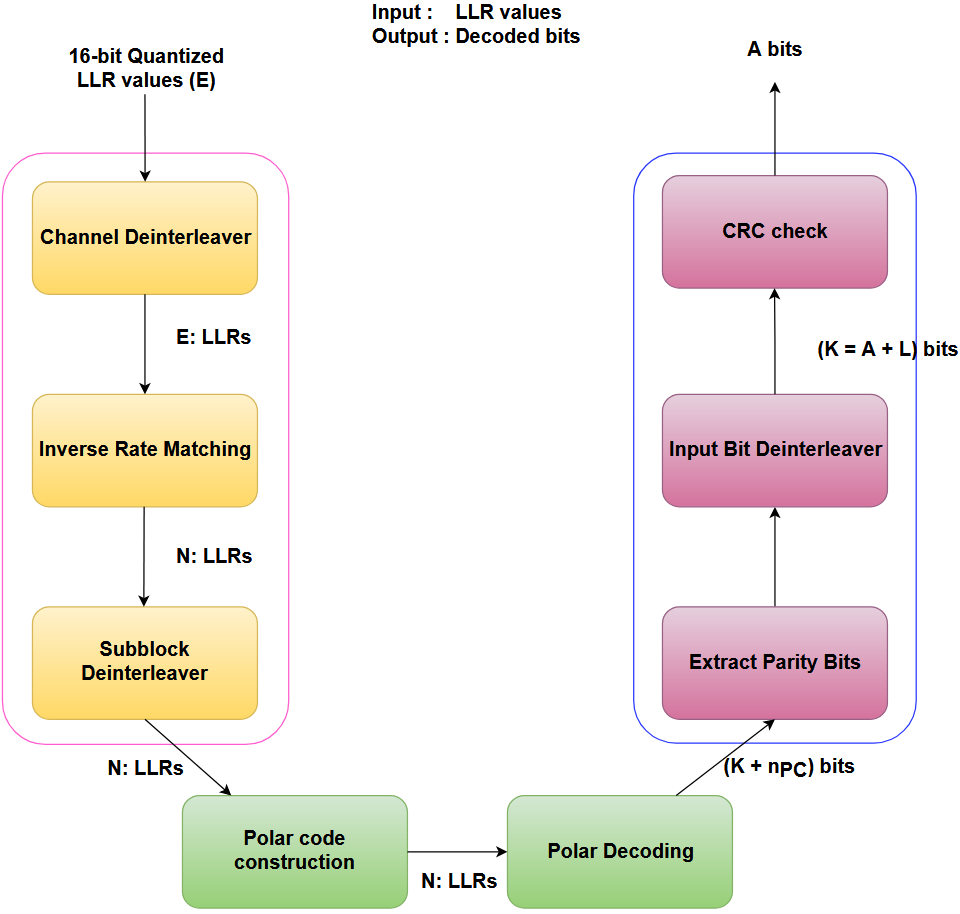 Input :    LLR values
Output : Decoded bits
16-bit Quantized
LLR values (E)
Channel Deinterleaver
E: LLRs
Inverse Rate Matching
N: LLRs
Subblock
Deinterleaver
N: LLRs
Polar code
construction
N: LLRs
Polar Decoding
(K + nPC) bits
Extract Parity Bits
Input Bit Deinterleaver
(K = A + L) bits
CRC check
A bits